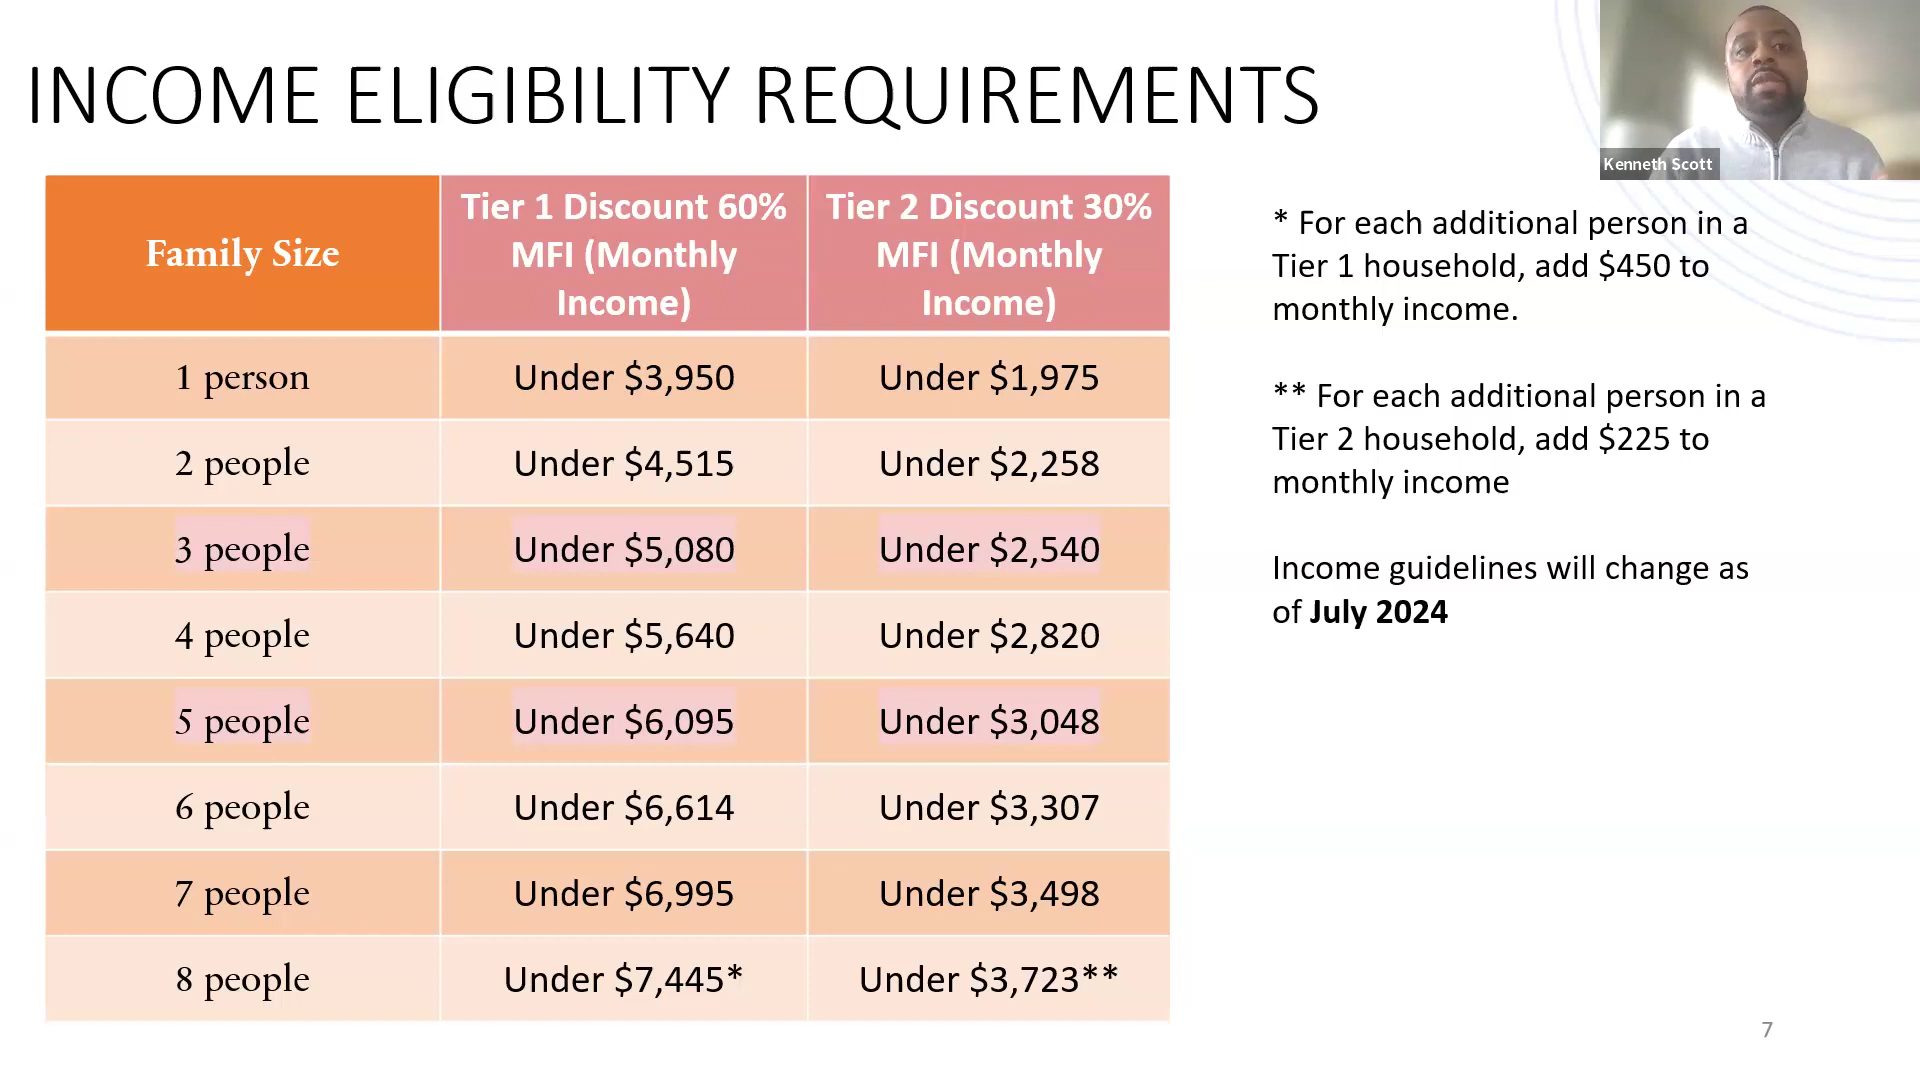 INCOME ELIGIBILITY REQUIREMENTS
Kenneth Scott
Family Size
Tier 1 Discount 60%
MFI (Monthly
Income)
Tier 2 Discount 30%
MFI (Monthly
Income)
1 person
Under $3,950
Under $1,975
2 people
Under $4,515
Under $2,258
3 people
Under $5,080
Under $2,540
4 people
Under $5,640
Under $2,820
5 people
Under $6,095
Under $3,048
6 people
Under $6,614
Under $3,307
7 people
Under $6,995
Under $3,498
8 people
Under $7,445*
Under $3,723**
* For each additional person in a
Tier 1 household, add $450 to
monthly income.
** For each additional person in a
Tier 2 household, add $225 to
monthly income
Income guidelines will change as
of July 2024
7